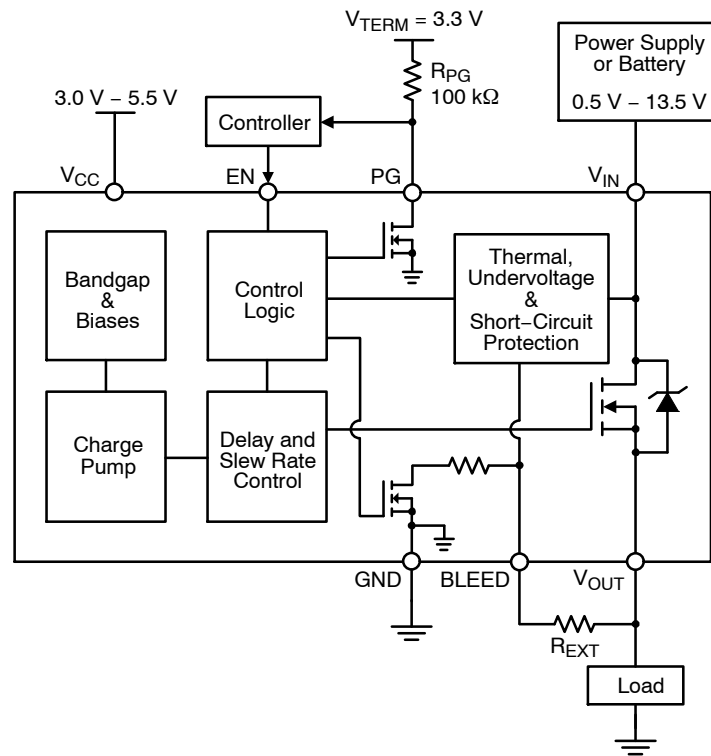 V_TERM = 3.3 V
Power Supply
or Battery
0.5 V − 13.5 V
R_PG
100 kΩ
3.0 V − 5.5 V
Controller
V_CC
EN
PG
V_IN
Bandgap
&
Biases
Control
Logic
Thermal,
Undervoltage
&
Short−Circuit
Protection
Charge
Pump
Delay and
Slew Rate
Control
GND
BLEED
V_OUT
R_EXT
Load